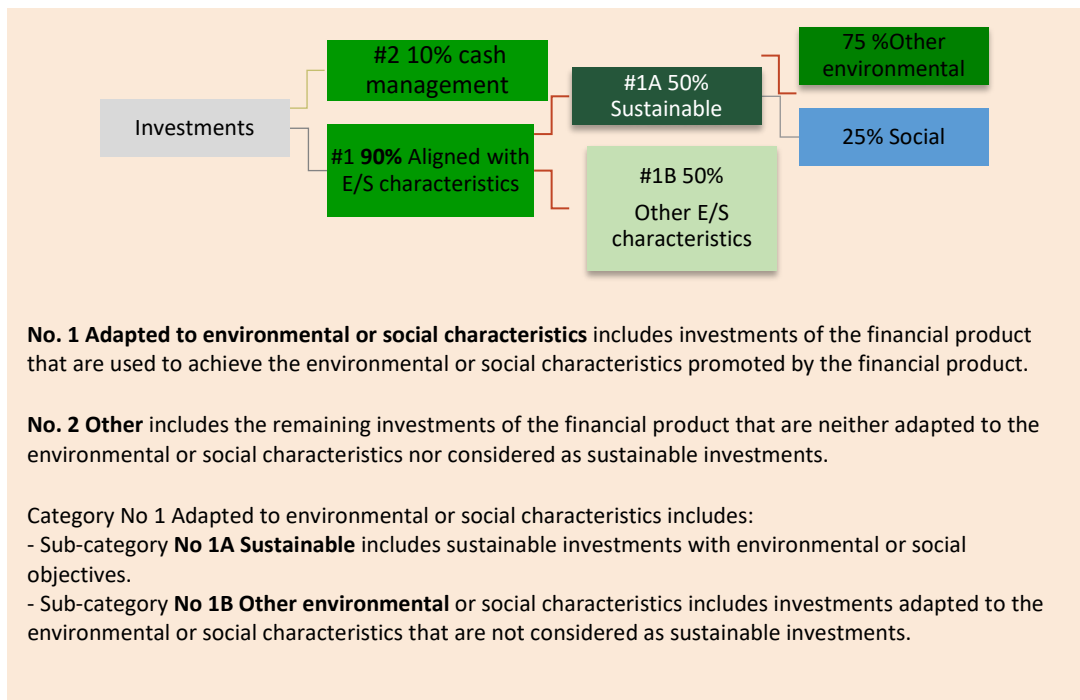 #2 10% cash
management
Investments
#1 90% Aligned with
E/S characteristics
#1A 50%
Sustainable
#1B 50%
Other E/S
characteristics
75 %Other
environmental
25% Social
No. 1 Adapted to environmental or social characteristics includes investments of the financial product
that are used to achieve the environmental or social characteristics promoted by the financial product.
No. 2 Other includes the remaining investments of the financial product that are neither adapted to the
environmental or social characteristics nor considered as sustainable investments.
Category No 1 Adapted to environmental or social characteristics includes:
- Sub-category No 1A Sustainable includes sustainable investments with environmental or social
objectives.
- Sub-category No 1B Other environmental or social characteristics includes investments adapted to the
environmental or social characteristics that are not considered as sustainable investments.